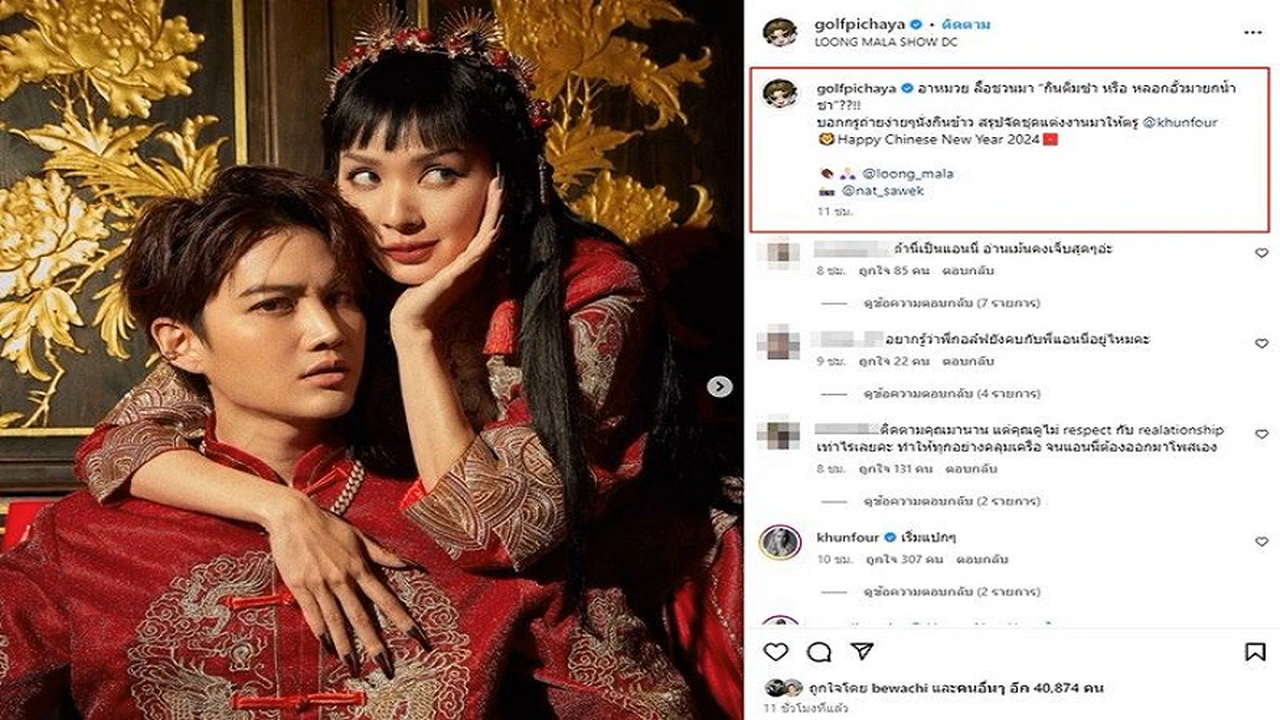 golfpichaya • ติดตาม
LOONG MALA SHOW DC
golfpichaya อาหมวย ลื้อชวนมา "กินติ่มซำ หรือ หลอกอั๊วมายกน้ำ
ชา"??!!
บอกกรูถ่ายง่ายๆนั่งกินข้าว สรุปจัดชุดแต่งงานมาให้ตรู @khunfour
Happy Chinese New Year 2024
@loong_mala
@nat_sawek
11 ชม.
ถ้านี่เป็นแอนนี่ อ่านเม้นคงเจ็บสุดๆอ่ะ
8 ชม. ถูกใจ 85 คน ตอบกลับ
ดูข้อความตอบกลับ (7 รายการ)
อยากรู้ว่าพี่กอล์ฟยังคบกับพี่แอนนี่อยู่ไหมคะ
9 ชม. ถูกใจ 22 คน ตอบกลับ
ดูข้อความตอบกลับ (4 รายการ)
ติดตามคุณมานาน แต่คุณดูไม่ respect กับ realationship
เท่าไรเลยคะ ทำให้ทุกอย่างคลุมเครือ จนแอนนี่ต้องออกมาโพสเอง
8 ชม. ถูกใจ 131 คน ตอบกลับ
ดูข้อความตอบกลับ (2 รายการ)
khunfour เริ่มแปกๆ
10 ชม. ถูกใจ 307 คน ตอบกลับ
ดูข้อความตอบกลับ (2 รายการ)
ถูกใจโดย bewachi และคนอื่นๆ อีก 40,874 คน
11 ชั่วโมงที่แล้ว